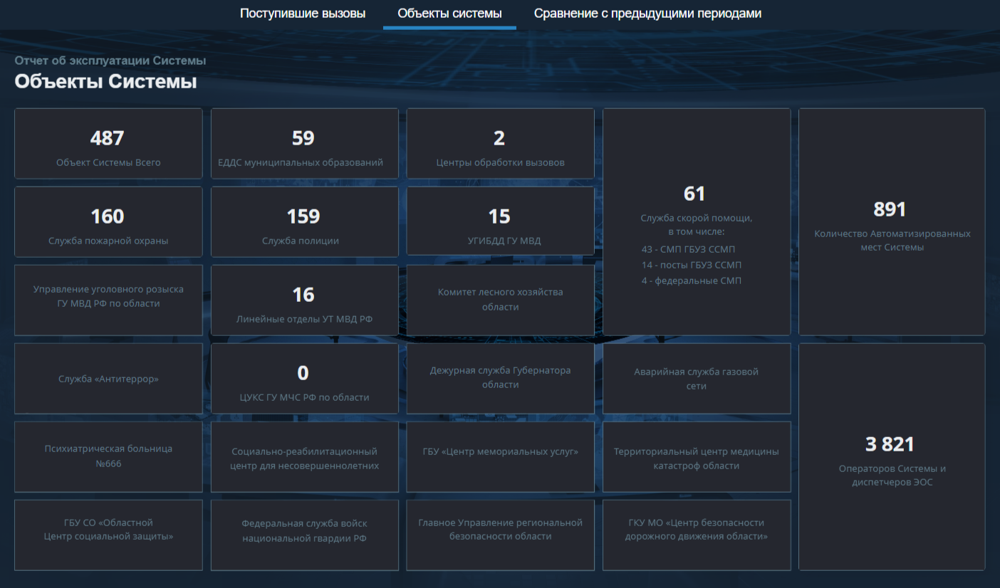 Поступившие вызовы
Объекты системы
Сравнение с предыдущими периодами
Отчет об эксплуатации Системы
Объекты Системы
487
Объект Системы Всего
59
ЕДДС муниципальных образований
2
Центры обработки вызовов
61
Служба скорой помощи,
в том числе:
43 - СМП ГБУЗ ССМП
14 - посты ГБУЗ ССМП
4 - федеральные СМП
891
Количество Автоматизированных
мест Системы
160
Служба пожарной охраны
159
Служба полиции
15
УГИБДД ГУ МВД
Управление уголовного розыска
ГУ МВД РФ по области
16
Линейные отделы УТ МВД РФ
Комитет лесного хозяйства
области
Служба «Антитеррор»
0
ЦУКС ГУ МЧС РФ по области
Дежурная служба Губернатора
области
Аварийная служба газовой
сети
3 821
Операторов Системы и
диспетчеров ЭОС
Психиатрическая больница
№666
Социально-реабилитационный
центр для несовершеннолетних
ГБУ «Центр мемориальных услуг»
Территориальный центр медицины
катастроф области
ГБУ СО «Областной
Центр социальной защиты»
Федеральная служба войск
национальной гвардии РФ
Главное Управление региональной
безопасности области
ГКУ МО «Центр безопасности
дорожного движения области»